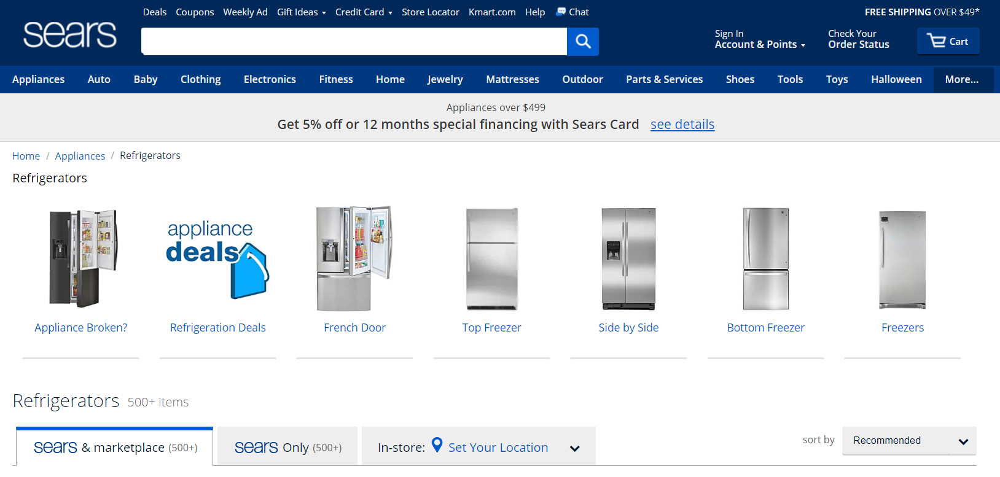 Deals Coupons Weekly Ad Gift Ideas Credit Card Store Locator Kmart.com Help Chat
FREE SHIPPING OVER $49*
sears
Sign In
Account & Points
Check Your
Order Status
Cart
Appliances Auto Baby Clothing Electronics Fitness Home Jewelry Mattresses Outdoor Parts & Services Shoes Tools Toys Halloween More...
Appliances over $499
Get 5% off or 12 months special financing with Sears Card see details
Home / Appliances / Refrigerators
Refrigerators
appliance
deals
Appliance Broken? Refrigeration Deals French Door Top Freezer Side by Side Bottom Freezer Freezers
Refrigerators 500+ items
sears & marketplace (500+) sears Only (500+) In-store: Set Your Location sort by Recommended